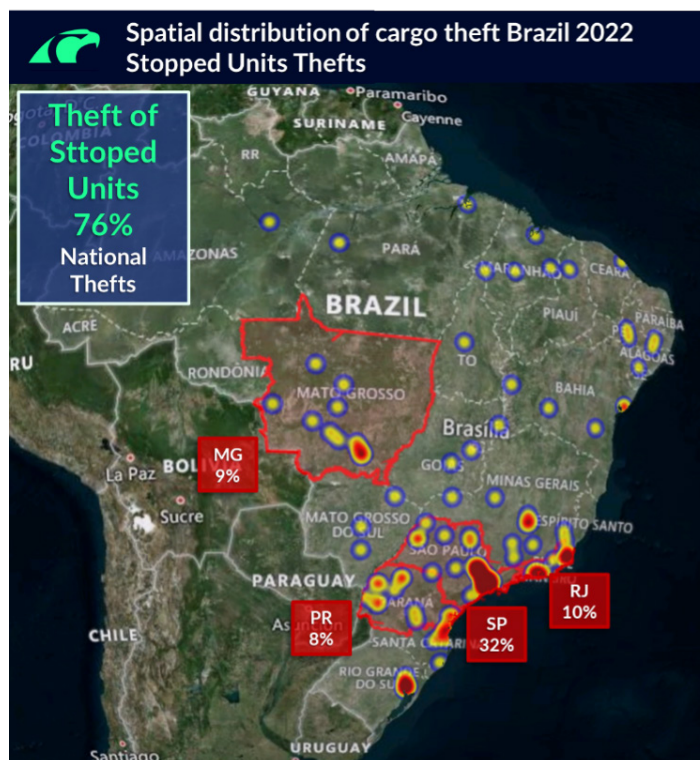 Spatial distribution of cargo theft Brazil 2022
Stopped Units Thefts
Theft of
Sttoped
Units
76%
National
Thefts
GUYANA
Paramaribo
SURINAME
Cayenne
COLOMBIA
RR
AMAPÁ
AMAZONAS
PARÁ
MARANHÃO
CEARÁ
BRAZIL
PIAUÍ
PARAÍBA
ACRE
ALAGOAS
RU
RONDÔNIA
TO
MATO GROSSO
BAHIA
Brasília
MG
9%
La Paz
BOLIVIA
GOIÁS
MINAS GERAIS
Sucre
MATO GROSSO
DO SUL
ESPÍRITO SANTO
SÃO PAULO
PARAGUAY
RJ
10%
PR
8%
PARANÁ
SP
32%
CHILE
SANTA CATARINA
RIO GRANDE
DO SUL
URUGUAY
Santiago